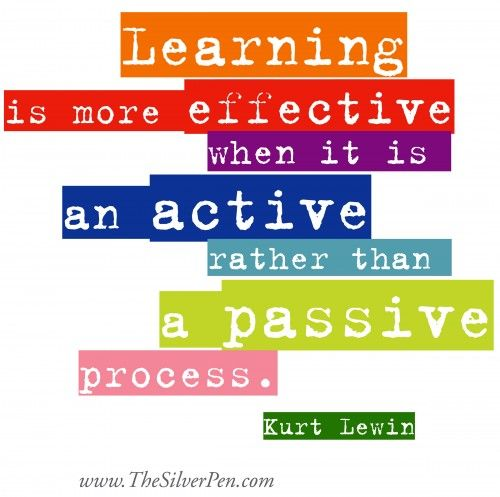 Learning
is more effective
when it is
an active
rather than
a passive
process.
Kurt Lewin
www.TheSilverPen.com